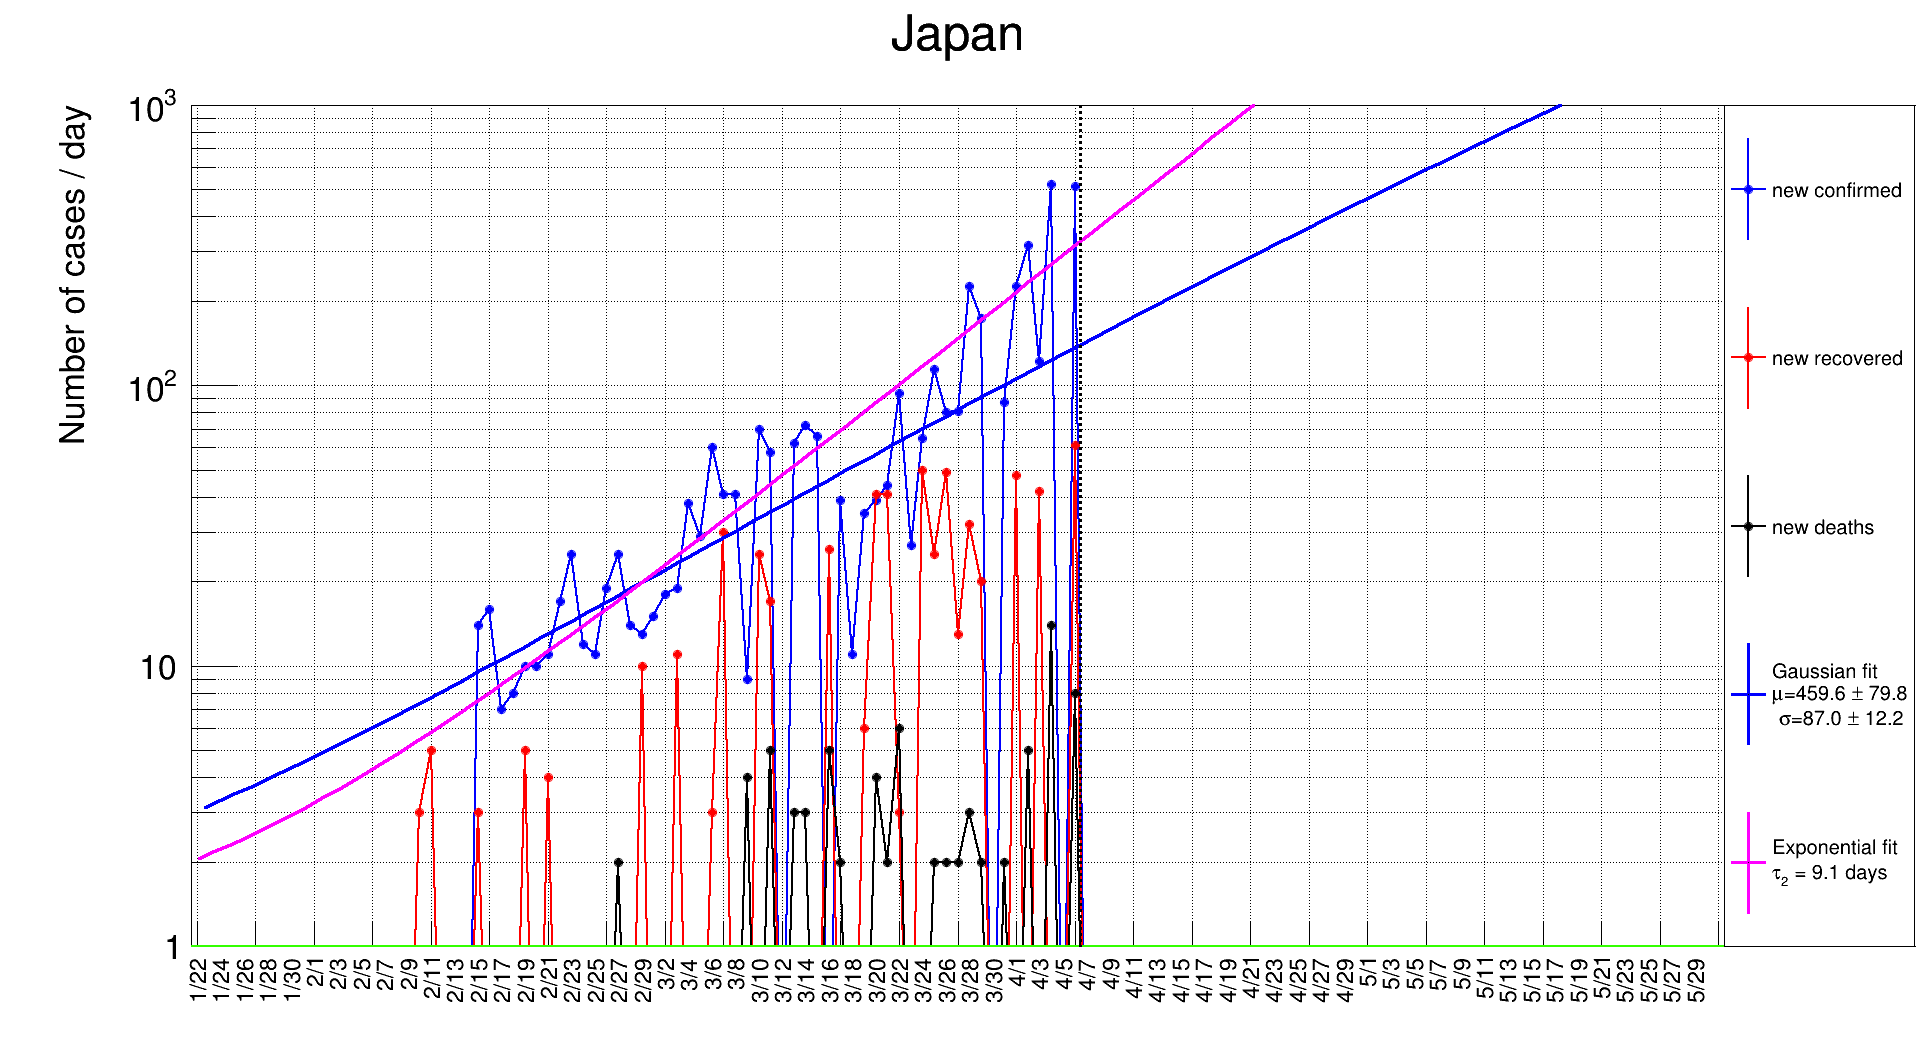 Japan
Number of cases / day
10³
10²
10
1
1/22 1/24 1/26 1/28 1/30 2/1 2/3 2/5 2/7 2/9 2/11 2/13 2/15 2/17 2/19 2/21 2/23 2/25 2/27 2/29 3/2 3/4 3/6 3/8 3/10 3/12 3/14 3/16 3/18 3/20 3/22 3/24 3/26 3/28 3/30 4/1 4/3 4/5 4/7 4/9 4/11 4/13 4/15 4/17 4/19 4/21 4/23 4/25 4/27 4/29 5/1 5/3 5/5 5/7 5/9 5/11 5/13 5/15 5/17 5/19 5/21 5/23 5/25 5/27 5/29
new confirmed
new recovered
new deaths
Gaussian fit
μ=459.6 ± 79.8
σ=87.0 ± 12.2
Exponential fit
τ₂ = 9.1 days